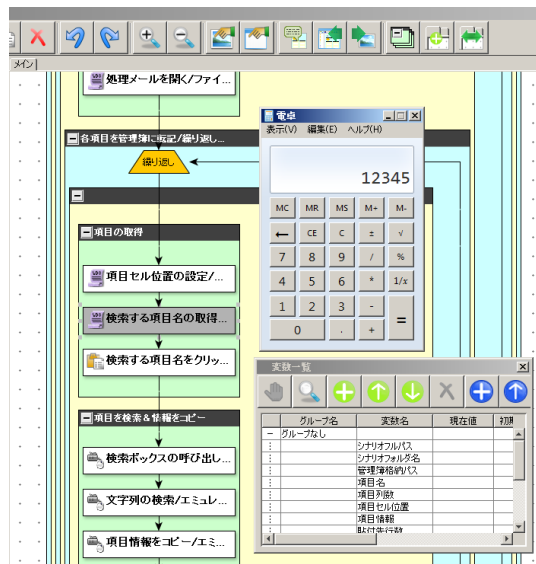 メイン
処理メールを開く/ファイ...
各項目を管理簿に転記/繰り返し...
繰り返し
項目の取得
項目セル位置の設定/...
検索する項目名の取得...
検索する項目名をクリッ...
項目を検索&情報をコピー
検索ボックスの呼び出し...
文字列の検索/エミュレ...
項目情報をコピー/エミ...
電卓
表示(V) 編集(E) ヘルプ(H)
12345
MC MR MS M+ M-
← CE C ± √
7 8 9 / %
4 5 6 * 1/x
1 2 3 - =
0 . +
変数一覧
グループ名 変数名 現在値 初期
グループなし
シナリオフルパス
シナリオフォルダ名
管理簿格納パス
項目名
項目列数
項目セル位置
項目情報
貼付先行数